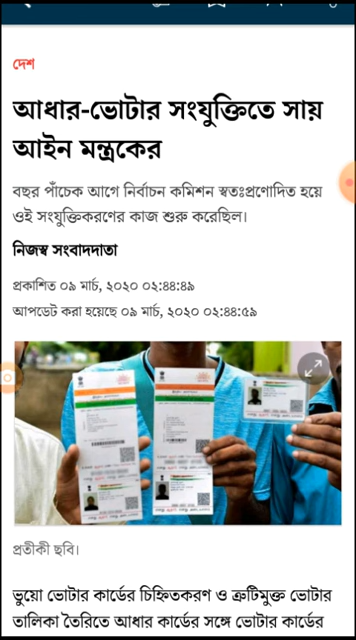 দেশ
আধার-ভোটার সংযুক্তিতে সায়
আইন মন্ত্রকের
বছর পাঁচেক আগে নির্বাচন কমিশন স্বতঃপ্রণোদিত হয়ে
ওই সংযুক্তিকরণের কাজ শুরু করেছিল।
নিজস্ব সংবাদদাতা
প্রকাশিত ০৯ মার্চ, ২০২০ ০২:৪৪:৪৯
আপডেট করা হয়েছে ০৯ মার্চ, ২০২০ ০২:৪৪:৫৯
প্রতীকী ছবি।
ভুয়ো ভোটার কার্ডের চিহ্নিতকরণ ও ত্রুটিমুক্ত ভোটার
তালিকা তৈরিতে আধার কার্ডের সঙ্গে ভোটার কার্ডের